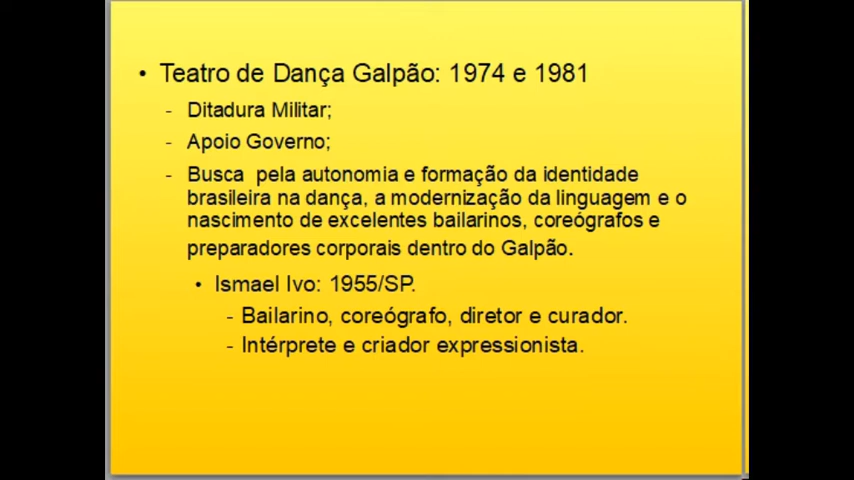 • Teatro de Dança Galpão: 1974 e 1981
- Ditadura Militar;
- Apoio Governo;
- Busca pela autonomia e formação da identidade
brasileira na dança, a modernização da linguagem e o
nascimento de excelentes bailarinos, coreógrafos e
preparadores corporais dentro do Galpão.
• Ismael Ivo: 1955/SP.
- Bailarino, coreógrafo, diretor e curador.
- Intérprete e criador expressionista.